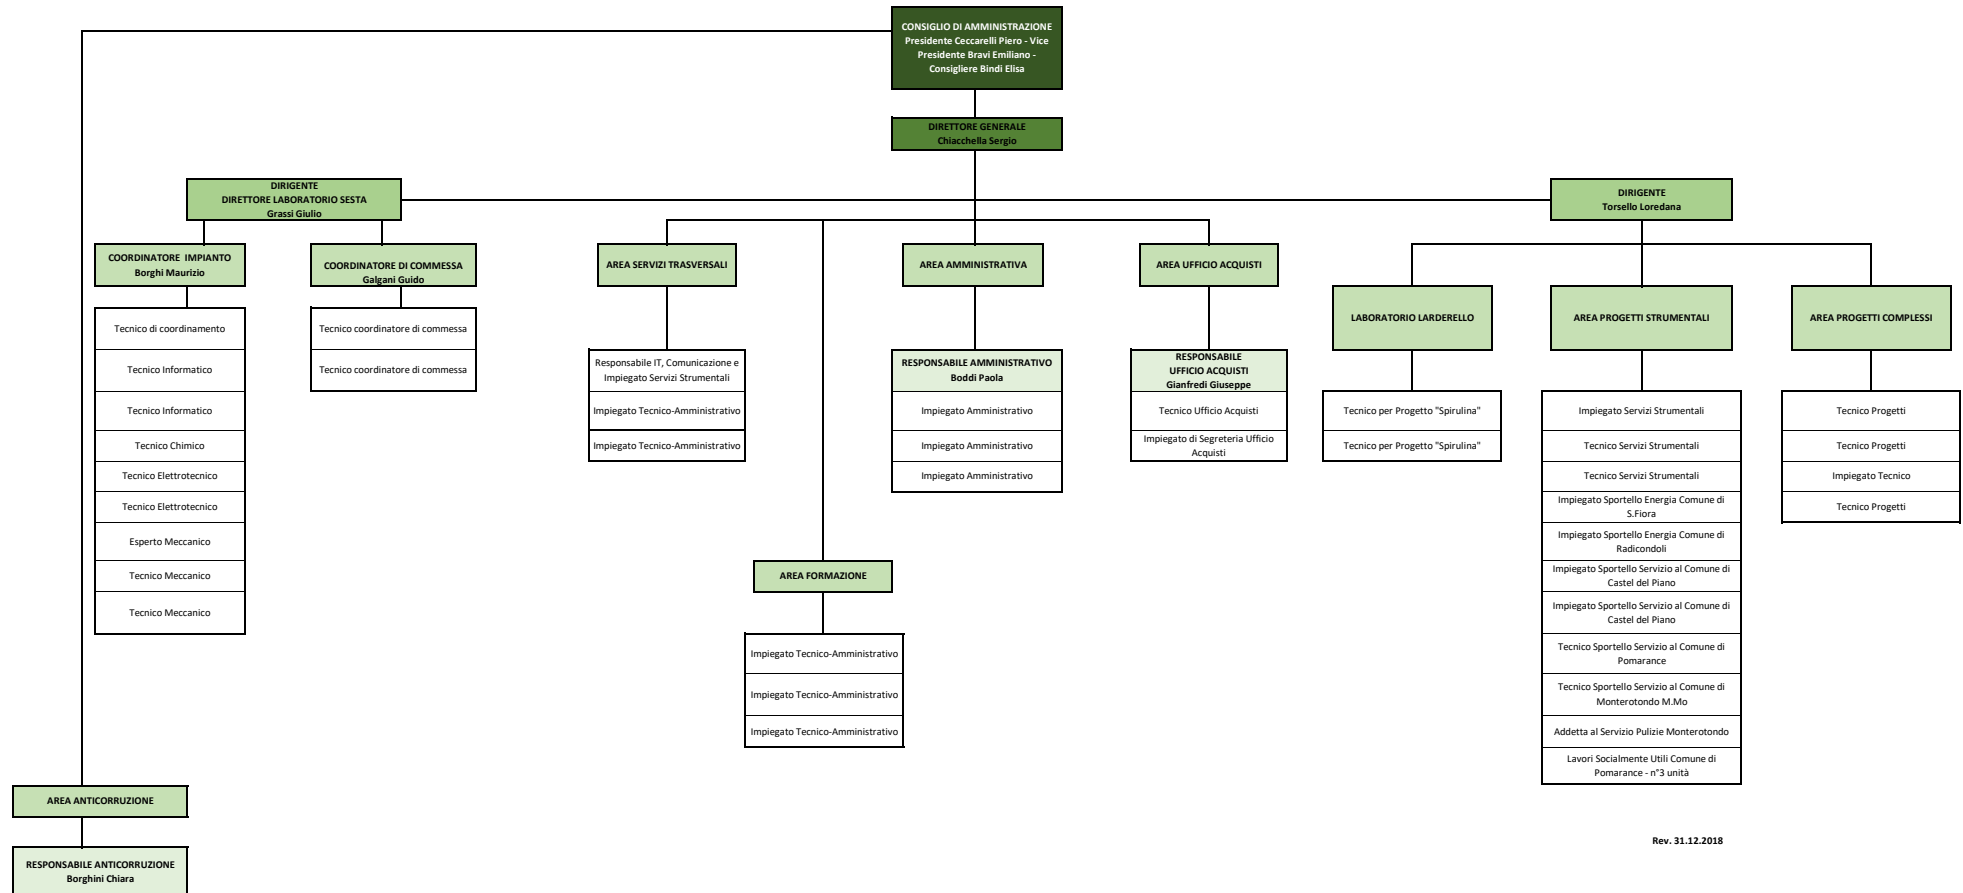 CONSIGLIO DI AMMINISTRAZIONE
Presidente Ceccarelli Piero - Vice
Presidente Bravi Emiliano -
Consigliere Bindi Elisa
DIRETTORE GENERALE
Chiacchella Sergio
DIRIGENTE
DIRETTORE LABORATORIO SESTA
Grassi Giulio
DIRIGENTE
Torsello Loredana
COORDINATORE IMPIANTO
Borghi Maurizio
COORDINATORE DI COMMESSA
Galgani Guido
AREA SERVIZI TRASVERSALI
AREA AMMINISTRATIVA
AREA UFFICIO ACQUISTI
LABORATORIO LARDERELLO
AREA PROGETTI STRUMENTALI
AREA PROGETTI COMPLESSI
Tecnico di coordinamento
Tecnico Informatico
Tecnico Informatico
Tecnico Chimico
Tecnico Elettrotecnico
Tecnico Elettrotecnico
Esperto Meccanico
Tecnico Meccanico
Tecnico Meccanico
Tecnico coordinatore di commessa
Tecnico coordinatore di commessa
Responsabile IT, Comunicazione e
Impiegato Servizi Strumentali
Impiegato Tecnico-Amministrativo
Impiegato Tecnico-Amministrativo
RESPONSABILE AMMINISTRATIVO
Boddi Paola
Impiegato Amministrativo
Impiegato Amministrativo
Impiegato Amministrativo
RESPONSABILE
UFFICIO ACQUISTI
Gianfredi Giuseppe
Tecnico Ufficio Acquisti
Impiegato di Segreteria Ufficio
Acquisti
Tecnico per Progetto "Spirulina"
Tecnico per Progetto "Spirulina"
Impiegato Servizi Strumentali
Tecnico Servizi Strumentali
Tecnico Servizi Strumentali
Impiegato Sportello Energia Comune di
S.Fiora
Impiegato Sportello Energia Comune di
Radicondoli
Impiegato Sportello Servizio al Comune di
Castel del Piano
Impiegato Sportello Servizio al Comune di
Castel del Piano
Tecnico Sportello Servizio al Comune di
Pomarance
Tecnico Sportello Servizio al Comune di
Monterotondo M.Mo
Addetta al Servizio Pulizie Monterotondo
Lavori Socialmente Utili Comune di
Pomarance - n°3 unità
Tecnico Progetti
Tecnico Progetti
Impiegato Tecnico
Tecnico Progetti
AREA FORMAZIONE
Impiegato Tecnico-Amministrativo
Impiegato Tecnico-Amministrativo
Impiegato Tecnico-Amministrativo
AREA ANTICORRUZIONE
RESPONSABILE ANTICORRUZIONE
Borghini Chiara
Rev. 31.12.2018